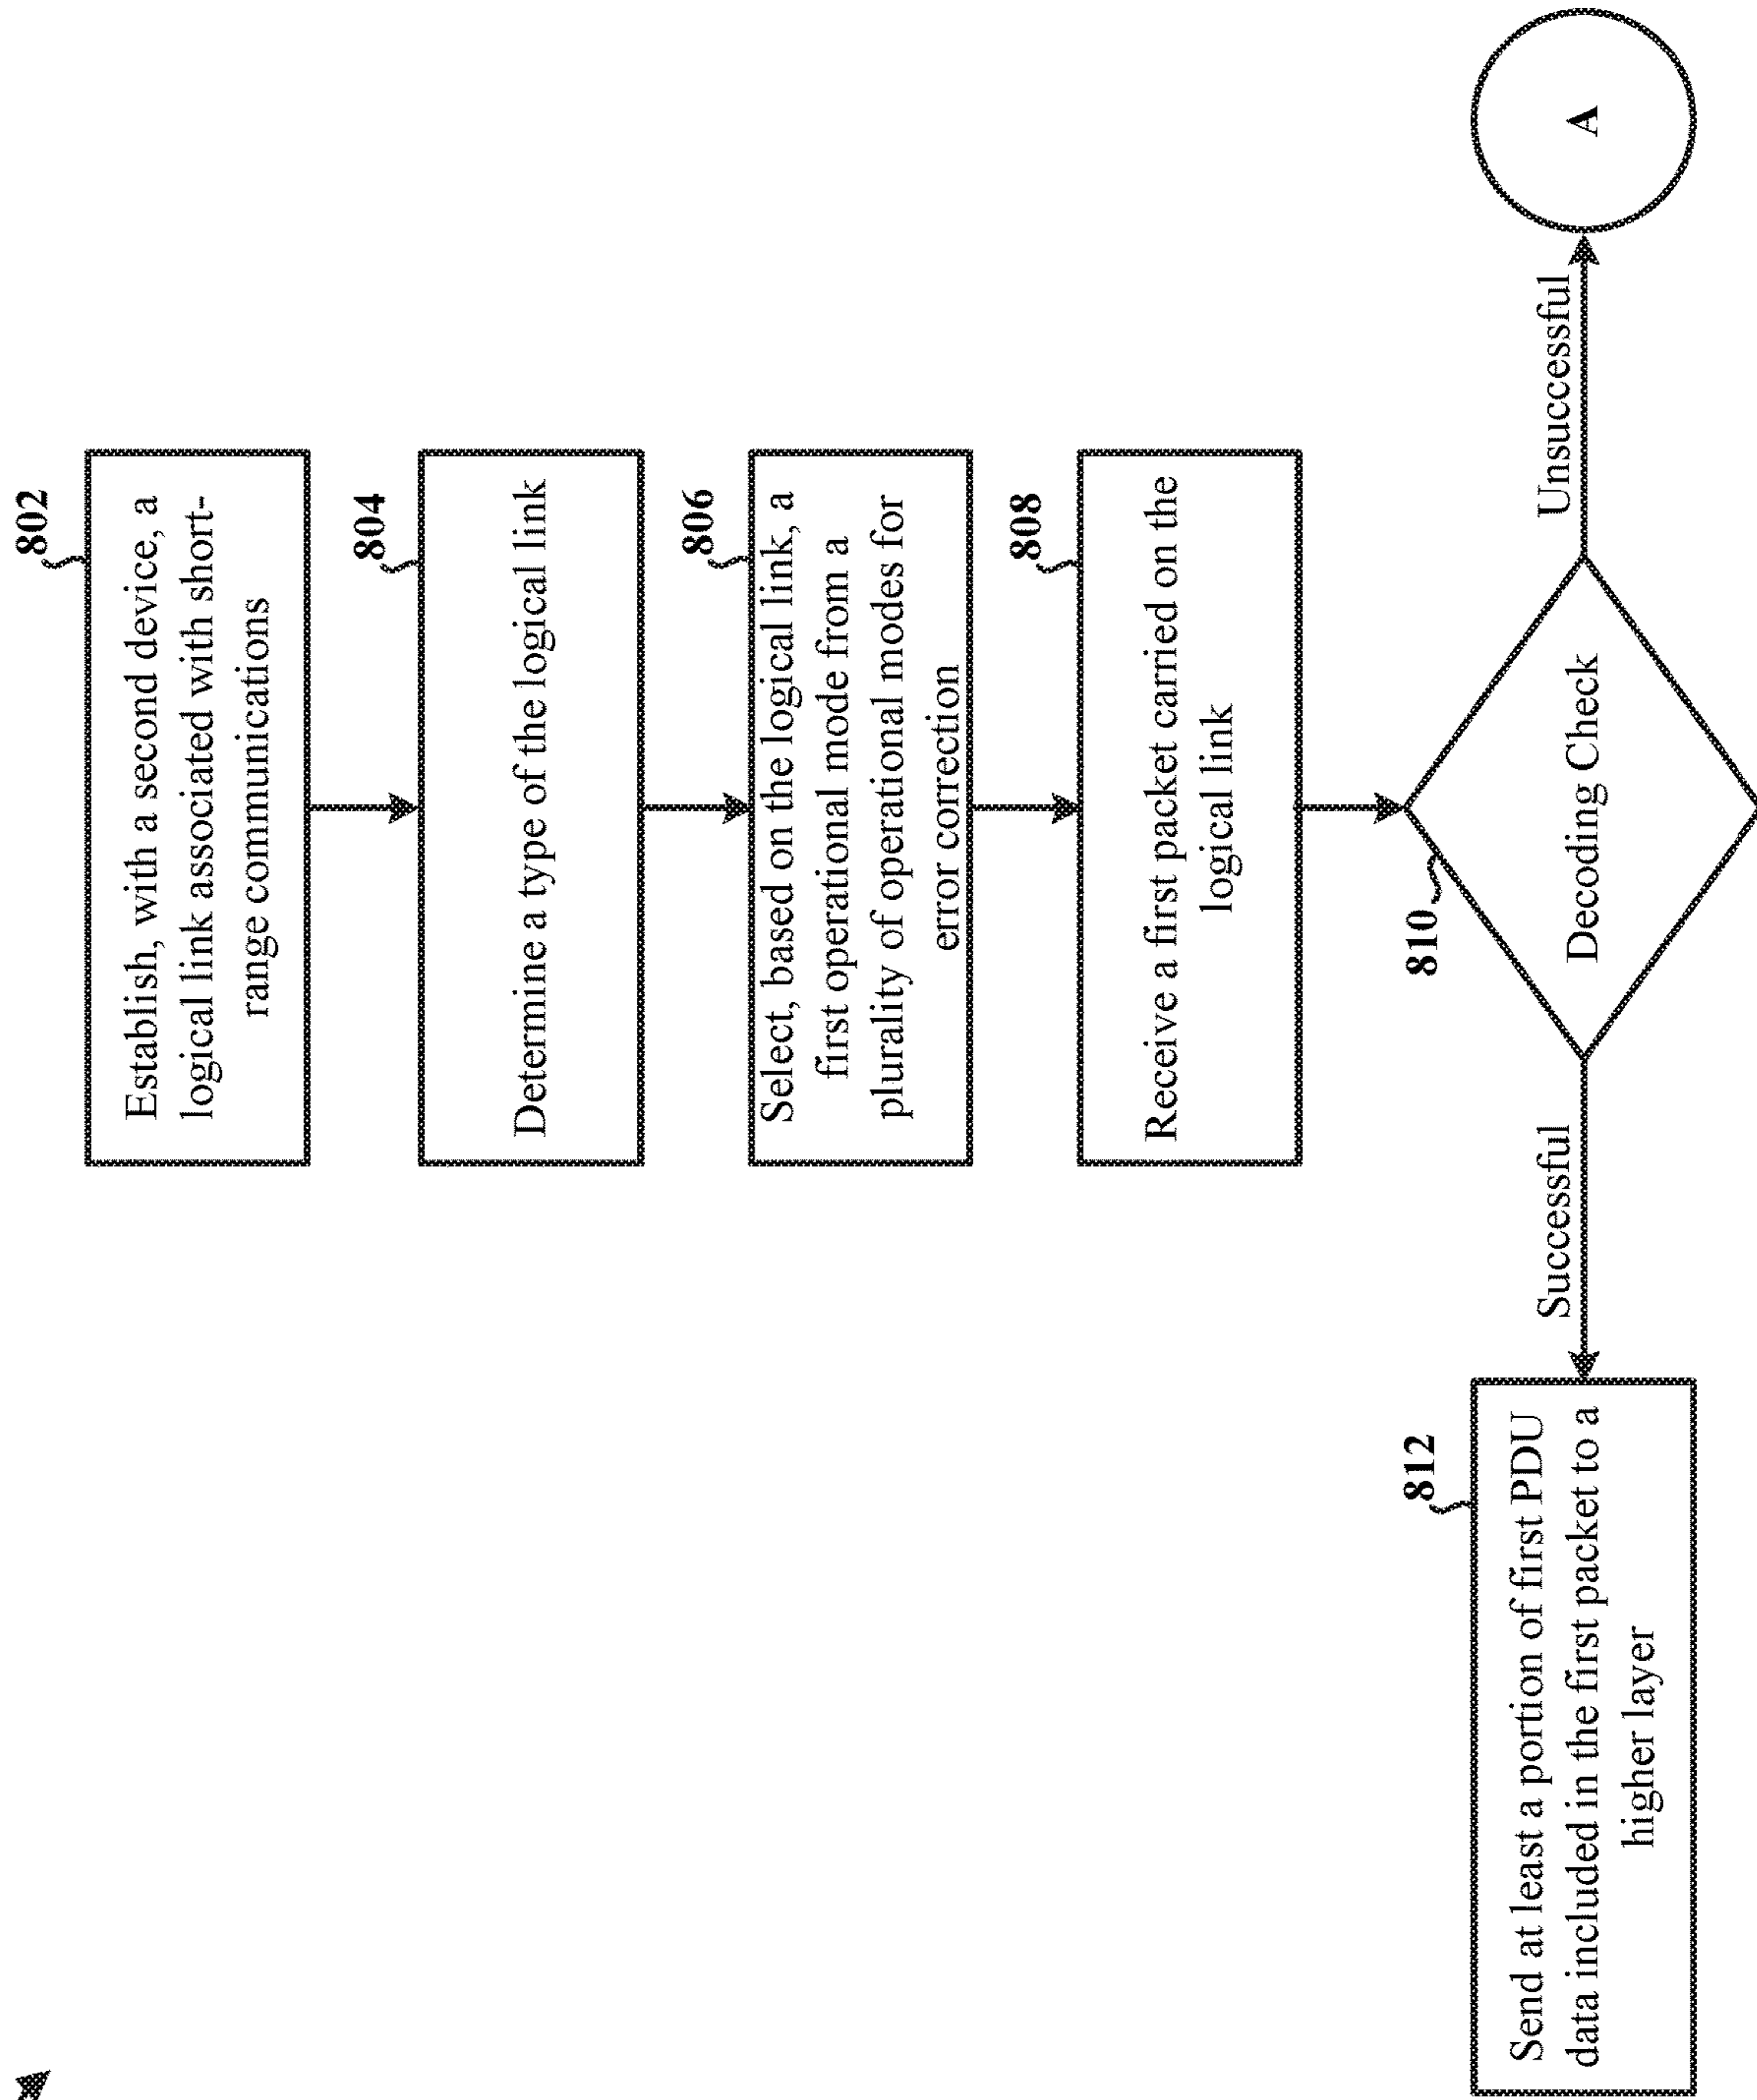 802
Establish, with a second device, a
logical link associated with short-
range communications
804
Determine a type of the logical link
806
Select, based on the logical link, a
first operational mode from a
plurality of operational modes for
error correction
808
Receive a first packet carried on the
logical link
810
Decoding Check
Successful
Unsuccessful
812
Send at least a portion of first PDU
data included in the first packet to a
higher layer
A